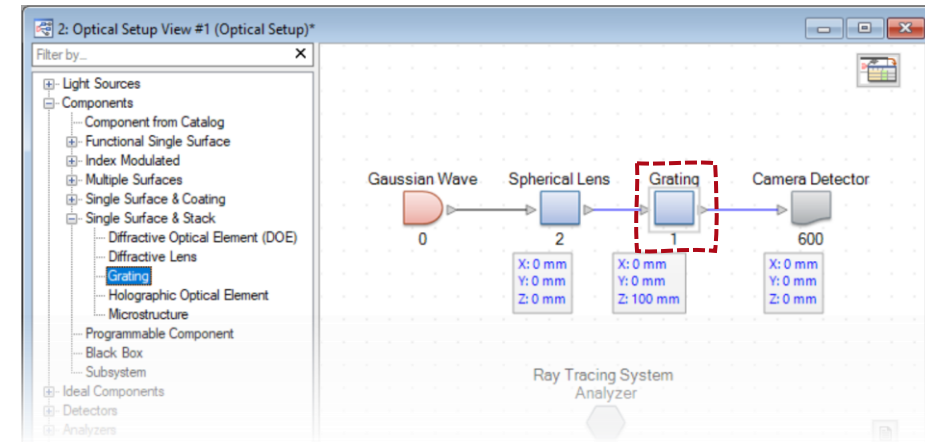 2: Optical Setup View #1 (Optical Setup)*
Filter by...
Light Sources
Components
Component from Catalog
Functional Single Surface
Index Modulated
Multiple Surfaces
Single Surface & Coating
Single Surface & Stack
Diffractive Optical Element (DOE)
Diffractive Lens
Grating
Holographic Optical Element
Microstructure
Programmable Component
Black Box
Subsystem
Ideal Components
Detectors
Analyzers
Gaussian Wave Spherical Lens Grating Camera Detector
0 2 1 600
X: 0 mm X: 0 mm X: 0 mm
Y: 0 mm Y: 0 mm Y: 0 mm
Z: 0 mm Z: 100 mm Z: 0 mm
Ray Tracing System
Analyzer